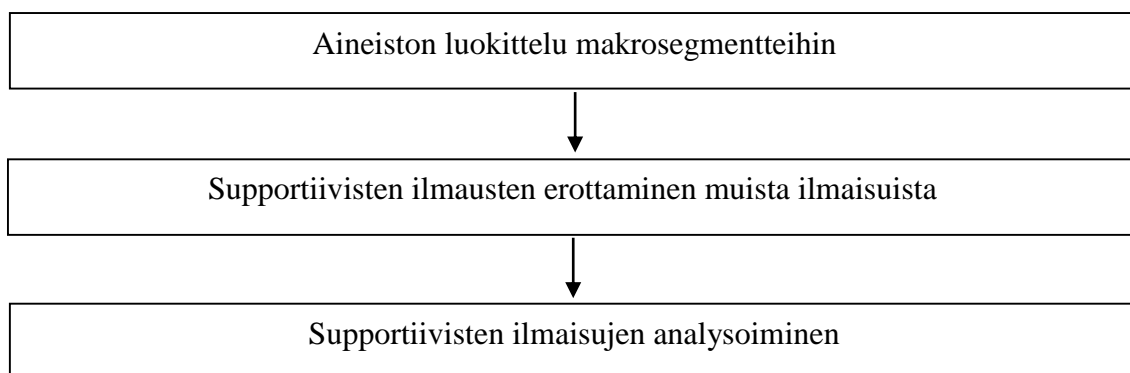 Aineiston luokittelu makrosegmentteihin
Supportiivisten ilmausten erottaminen muista ilmaisuista
Supportiivisten ilmaisujen analysoiminen